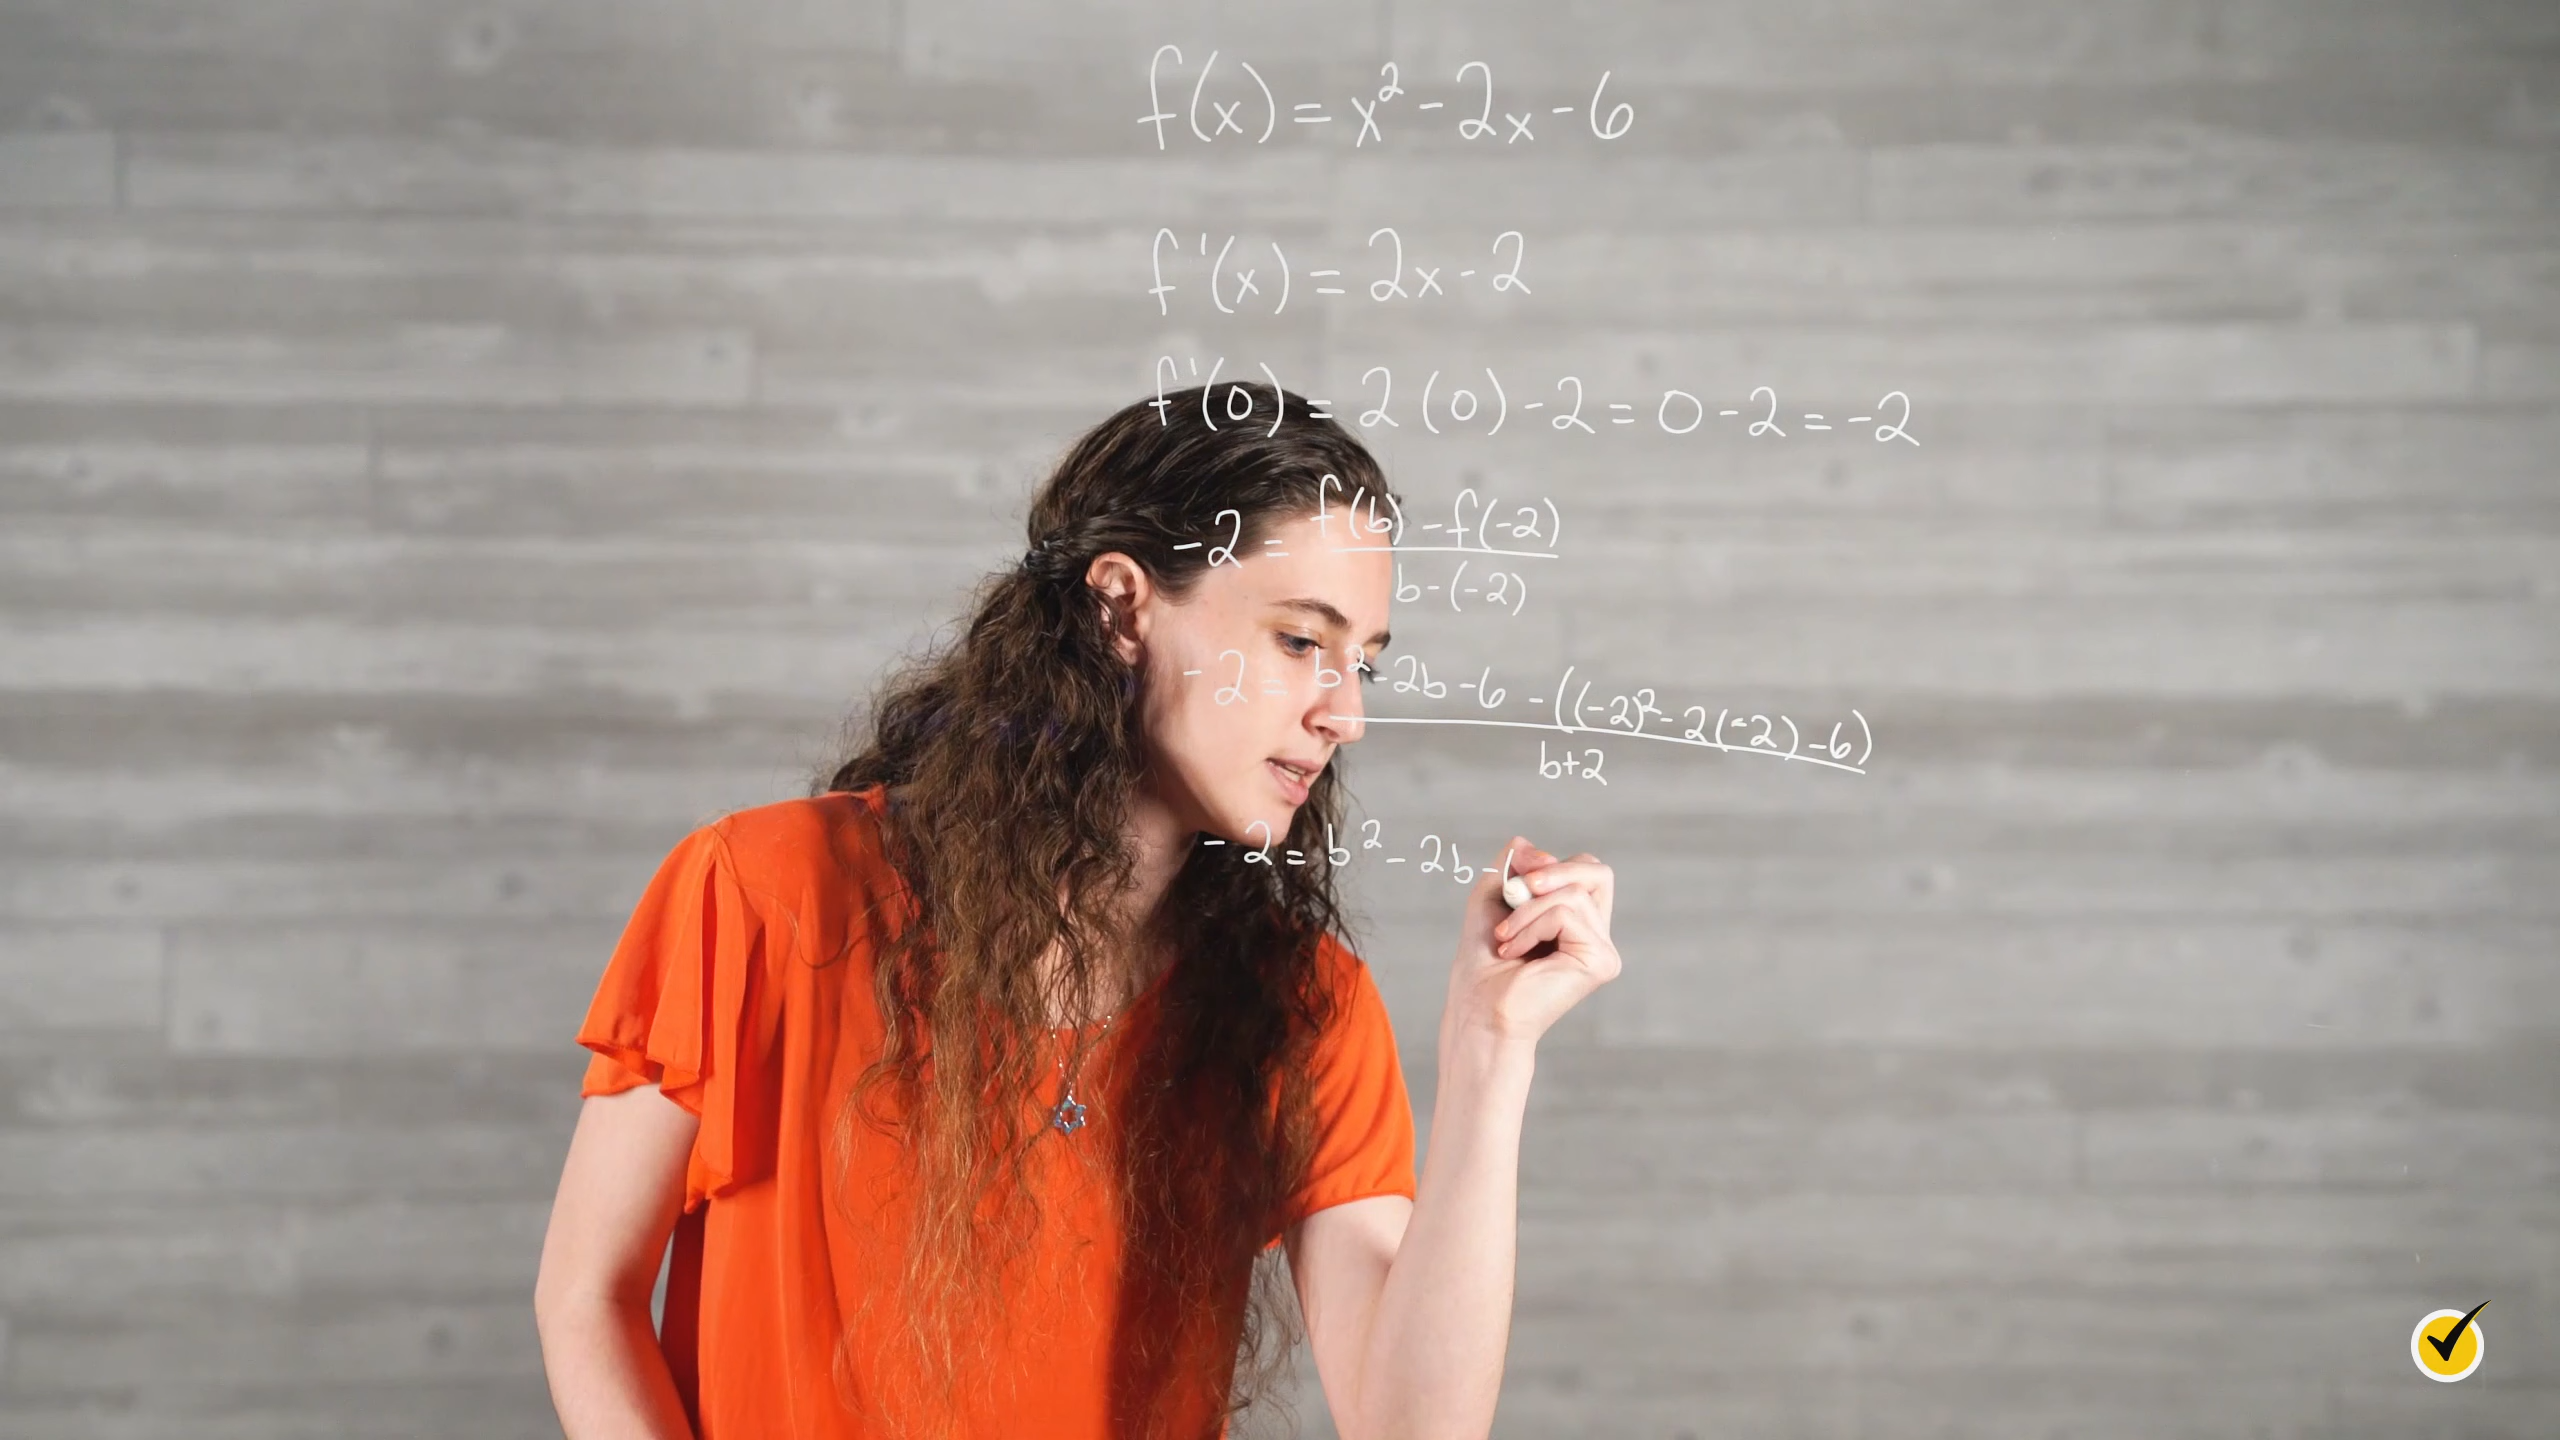 f(x) = x² - 2x - 6
f'(x) = 2x - 2
f'(0) = 2(0) - 2 = 0 - 2 = -2
-2 = f(b) - f(-2)
b - (-2)
-2 = b² - 2b - 6 - ((-2)² - 2(-2) - 6)
b+2
-2 = b² - 2b -